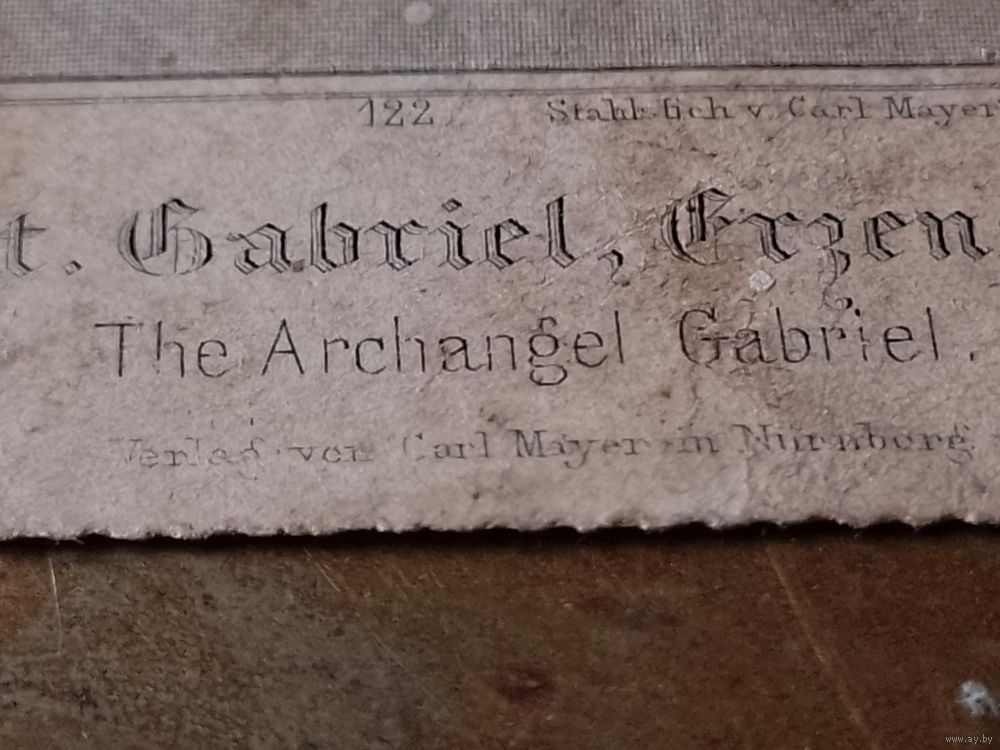 122 Stahlstich v. Carl Mayer
t. Gabriel, Erzen
The Archangel Gabriel.
Verlag von Carl Mayer in Nürnberg
www.ay.by